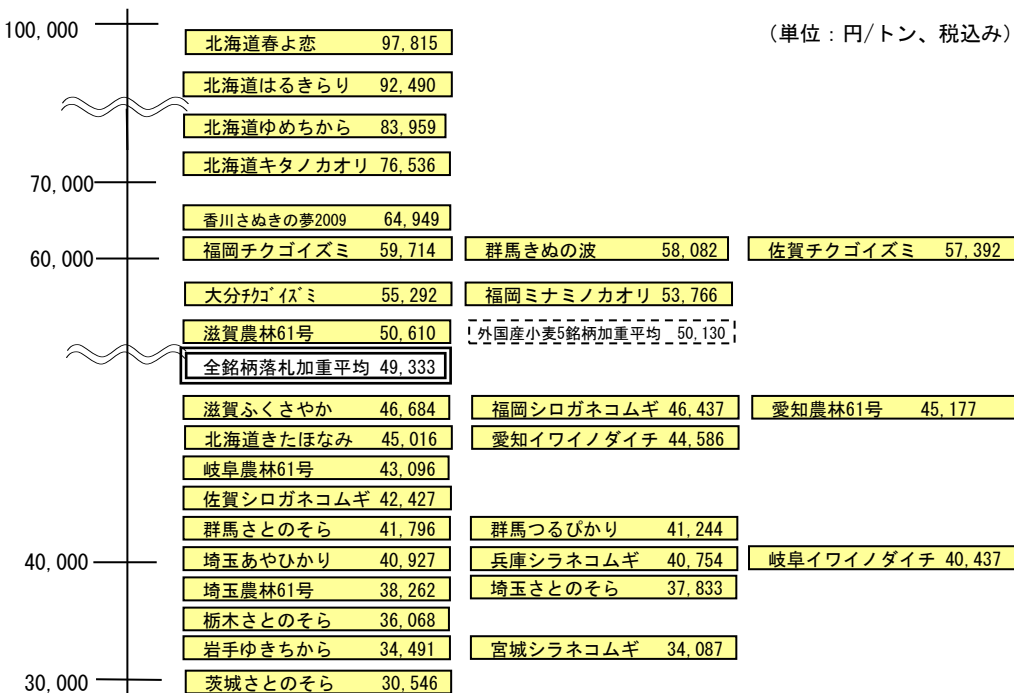 100,000
（単位：円/トン、税込み）
北海道春よ恋 97,815
北海道はるきらり 92,490
北海道ゆめちから 83,959
北海道キタノカオリ 76,536
70,000
香川さぬきの夢2009 64,949
福岡チクゴイズミ 59,714 群馬きぬの波 58,082 佐賀チクゴイズミ 57,392
60,000
大分ﾁｸｺﾞｲｽﾞﾐ 55,292 福岡ミナミノカオリ 53,766
滋賀農林61号 50,610 外国産小麦5銘柄加重平均 50,130
全銘柄落札加重平均 49,333
滋賀ふくさやか 46,684 福岡シロガネコムギ 46,437 愛知農林61号 45,177
北海道きたほなみ 45,016 愛知イワイノダイチ 44,586
岐阜農林61号 43,096
佐賀シロガネコムギ 42,427
群馬さとのそら 41,796 群馬つるぴかり 41,244
40,000 埼玉あやひかり 40,927 兵庫シラネコムギ 40,754 岐阜イワイノダイチ 40,437
埼玉農林61号 38,262 埼玉さとのそら 37,833
栃木さとのそら 36,068
岩手ゆきちから 34,491 宮城シラネコムギ 34,087
30,000 茨城さとのそら 30,546